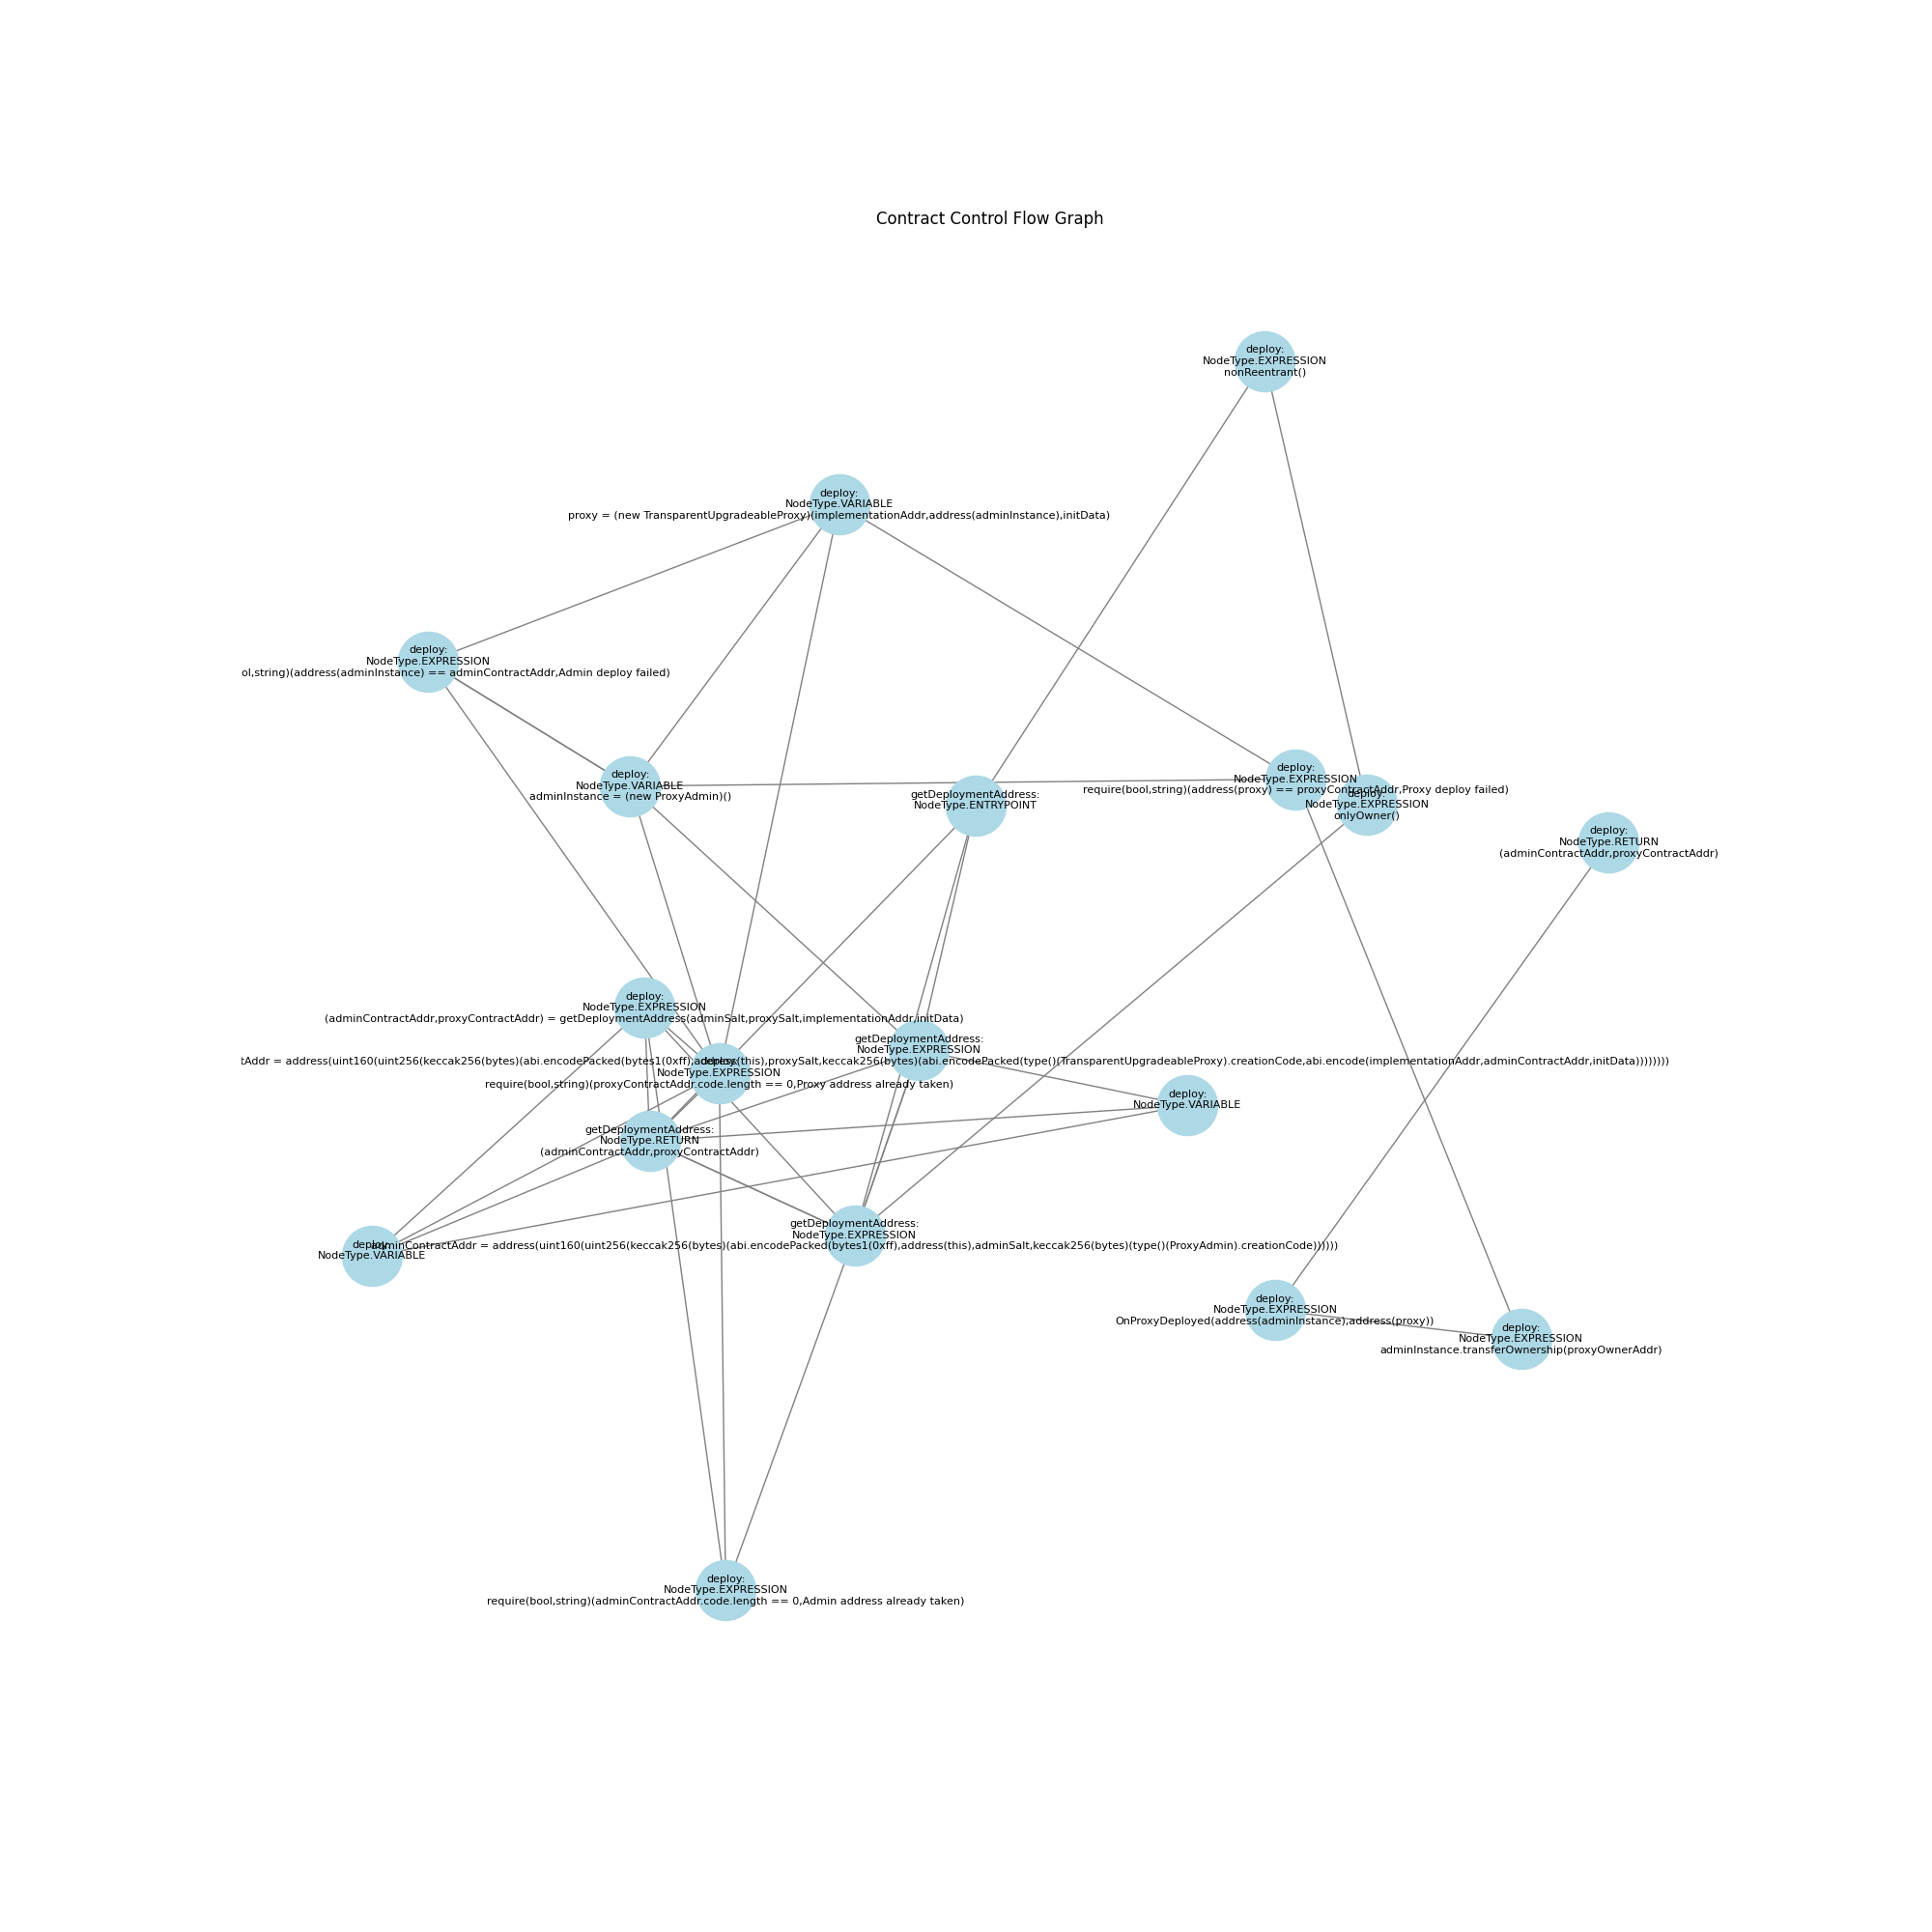 Contract Control Flow Graph
deploy:
NodeType.EXPRESSION
nonReentrant()
deploy:
NodeType.VARIABLE
proxy = (new TransparentUpgradeableProxy)(implementationAddr,address(adminInstance),initData)
deploy:
NodeType.EXPRESSION
ol,string)(address(adminInstance) == adminContractAddr,Admin deploy failed)
deploy:
NodeType.VARIABLE
adminInstance = (new ProxyAdmin)()
getDeploymentAddress:
NodeType.ENTRYPOINT
deploy:
NodeType.EXPRESSION
require(bool,string)(address(proxy) == proxyContractAddr,Proxy deploy failed)
deploy:
NodeType.EXPRESSION
onlyOwner()
deploy:
NodeType.RETURN
(adminContractAddr,proxyContractAddr)
deploy:
NodeType.EXPRESSION
(adminContractAddr,proxyContractAddr) = getDeploymentAddress(adminSalt,proxySalt,implementationAddr,initData)
getDeploymentAddress:
NodeType.EXPRESSION
tAddr = address(uint160(uint256(keccak256(bytes)(abi.encodePacked(bytes1(0xff),address(this),proxySalt,keccak256(bytes)(abi.encodePacked(type()(TransparentUpgradeableProxy).creationCode,abi.encode(implementationAddr,adminContractAddr,initData))))))))
deploy:
NodeType.EXPRESSION
require(bool,string)(proxyContractAddr.code.length == 0,Proxy address already taken)
deploy:
NodeType.VARIABLE
getDeploymentAddress:
NodeType.RETURN
(adminContractAddr,proxyContractAddr)
getDeploymentAddress:
NodeType.EXPRESSION
adminContractAddr = address(uint160(uint256(keccak256(bytes)(abi.encodePacked(bytes1(0xff),address(this),adminSalt,keccak256(bytes)(type()(ProxyAdmin).creationCode))))))
deploy:
NodeType.VARIABLE
deploy:
NodeType.EXPRESSION
OnProxyDeployed(address(adminInstance),address(proxy))
deploy:
NodeType.EXPRESSION
adminInstance.transferOwnership(proxyOwnerAddr)
deploy:
NodeType.EXPRESSION
require(bool,string)(adminContractAddr.code.length == 0,Admin address already taken)